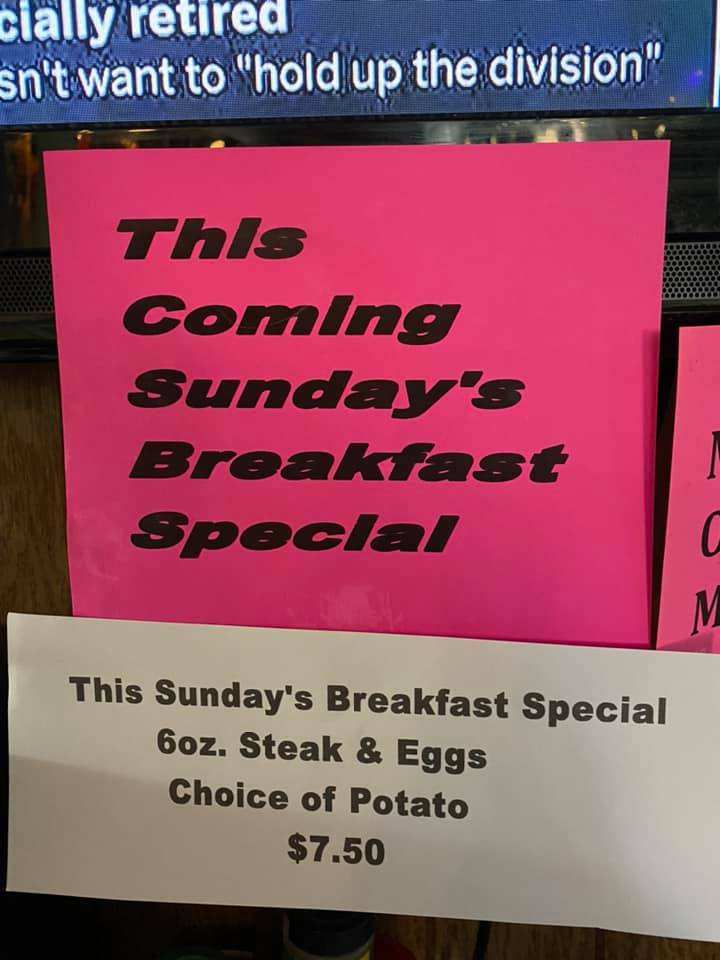 cially retired
sn't want to "hold up the division"
This
Coming
Sunday's
Breakfast
Special
This Sunday's Breakfast Special
6oz. Steak & Eggs
Choice of Potato
$7.50